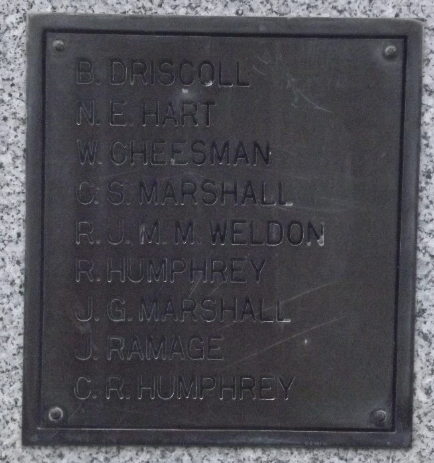 B. DRISCOLL
N. E. HART
W. CHEESMAN
C. S. MARSHALL
R. J. M. M. WELDON
R. HUMPHREY
J. G. MARSHALL
J. RAMAGE
C. R. HUMPHREY